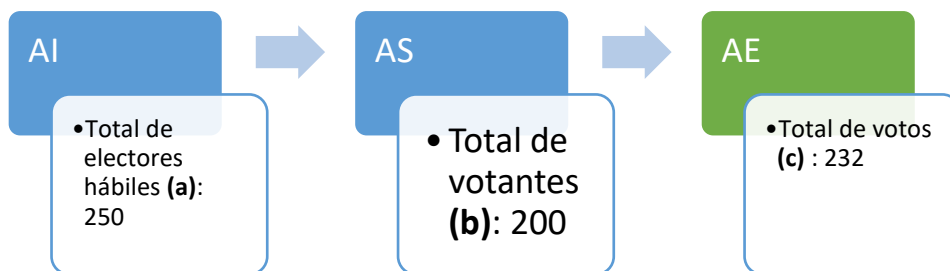 AI
•Total de
electores
hábiles (a):
250
AS
• Total de
votantes
(b): 200
AE
•Total de votos
(c) : 232